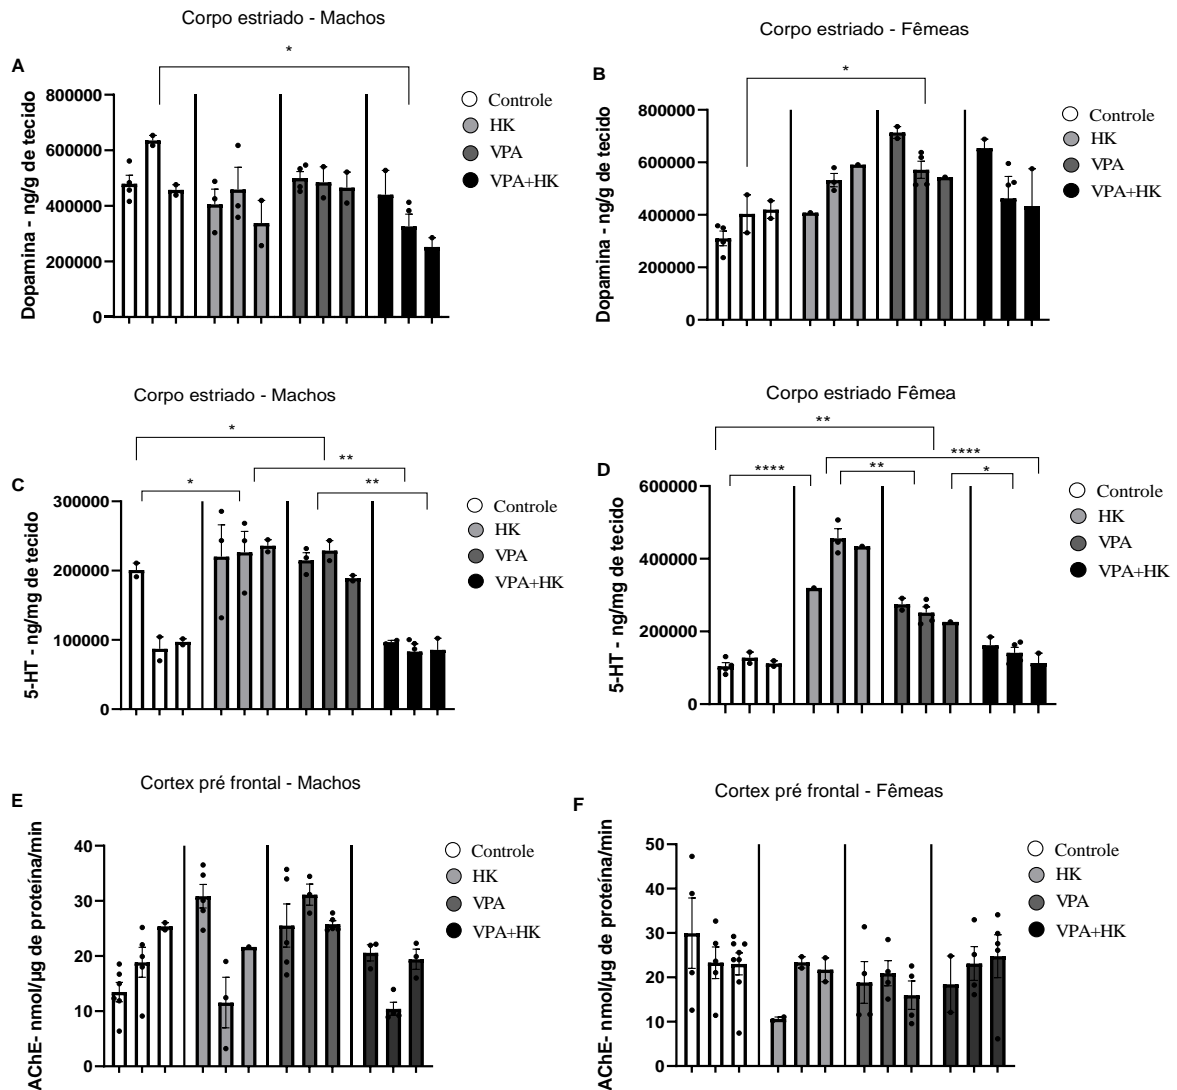 Corpo estriado - Machos
*
A
Dopamina - ng/g de tecido
800000
600000
400000
200000
0
Controle
HK
VPA
VPA+HK
Corpo estriado - Fêmeas
*
B
Dopamina - ng/g de tecido
800000
600000
400000
200000
0
Controle
HK
VPA
VPA+HK
Corpo estriado - Machos
*
**
*
**
C
5-HT - ng/mg de tecido
300000
200000
100000
0
Controle
HK
VPA
VPA+HK
Corpo estriado Fêmea
**
****
****
**
*
D
5-HT - ng/mg de tecido
600000
400000
200000
0
Controle
HK
VPA
VPA+HK
Cortex pré frontal - Machos
E
AChE- nmol/µg de proteína/min
40
30
20
10
0
Controle
HK
VPA
VPA+HK
Cortex pré frontal - Fêmeas
F
AChE- nmol/µg de proteína/min
50
40
30
20
10
0
Controle
HK
VPA
VPA+HK